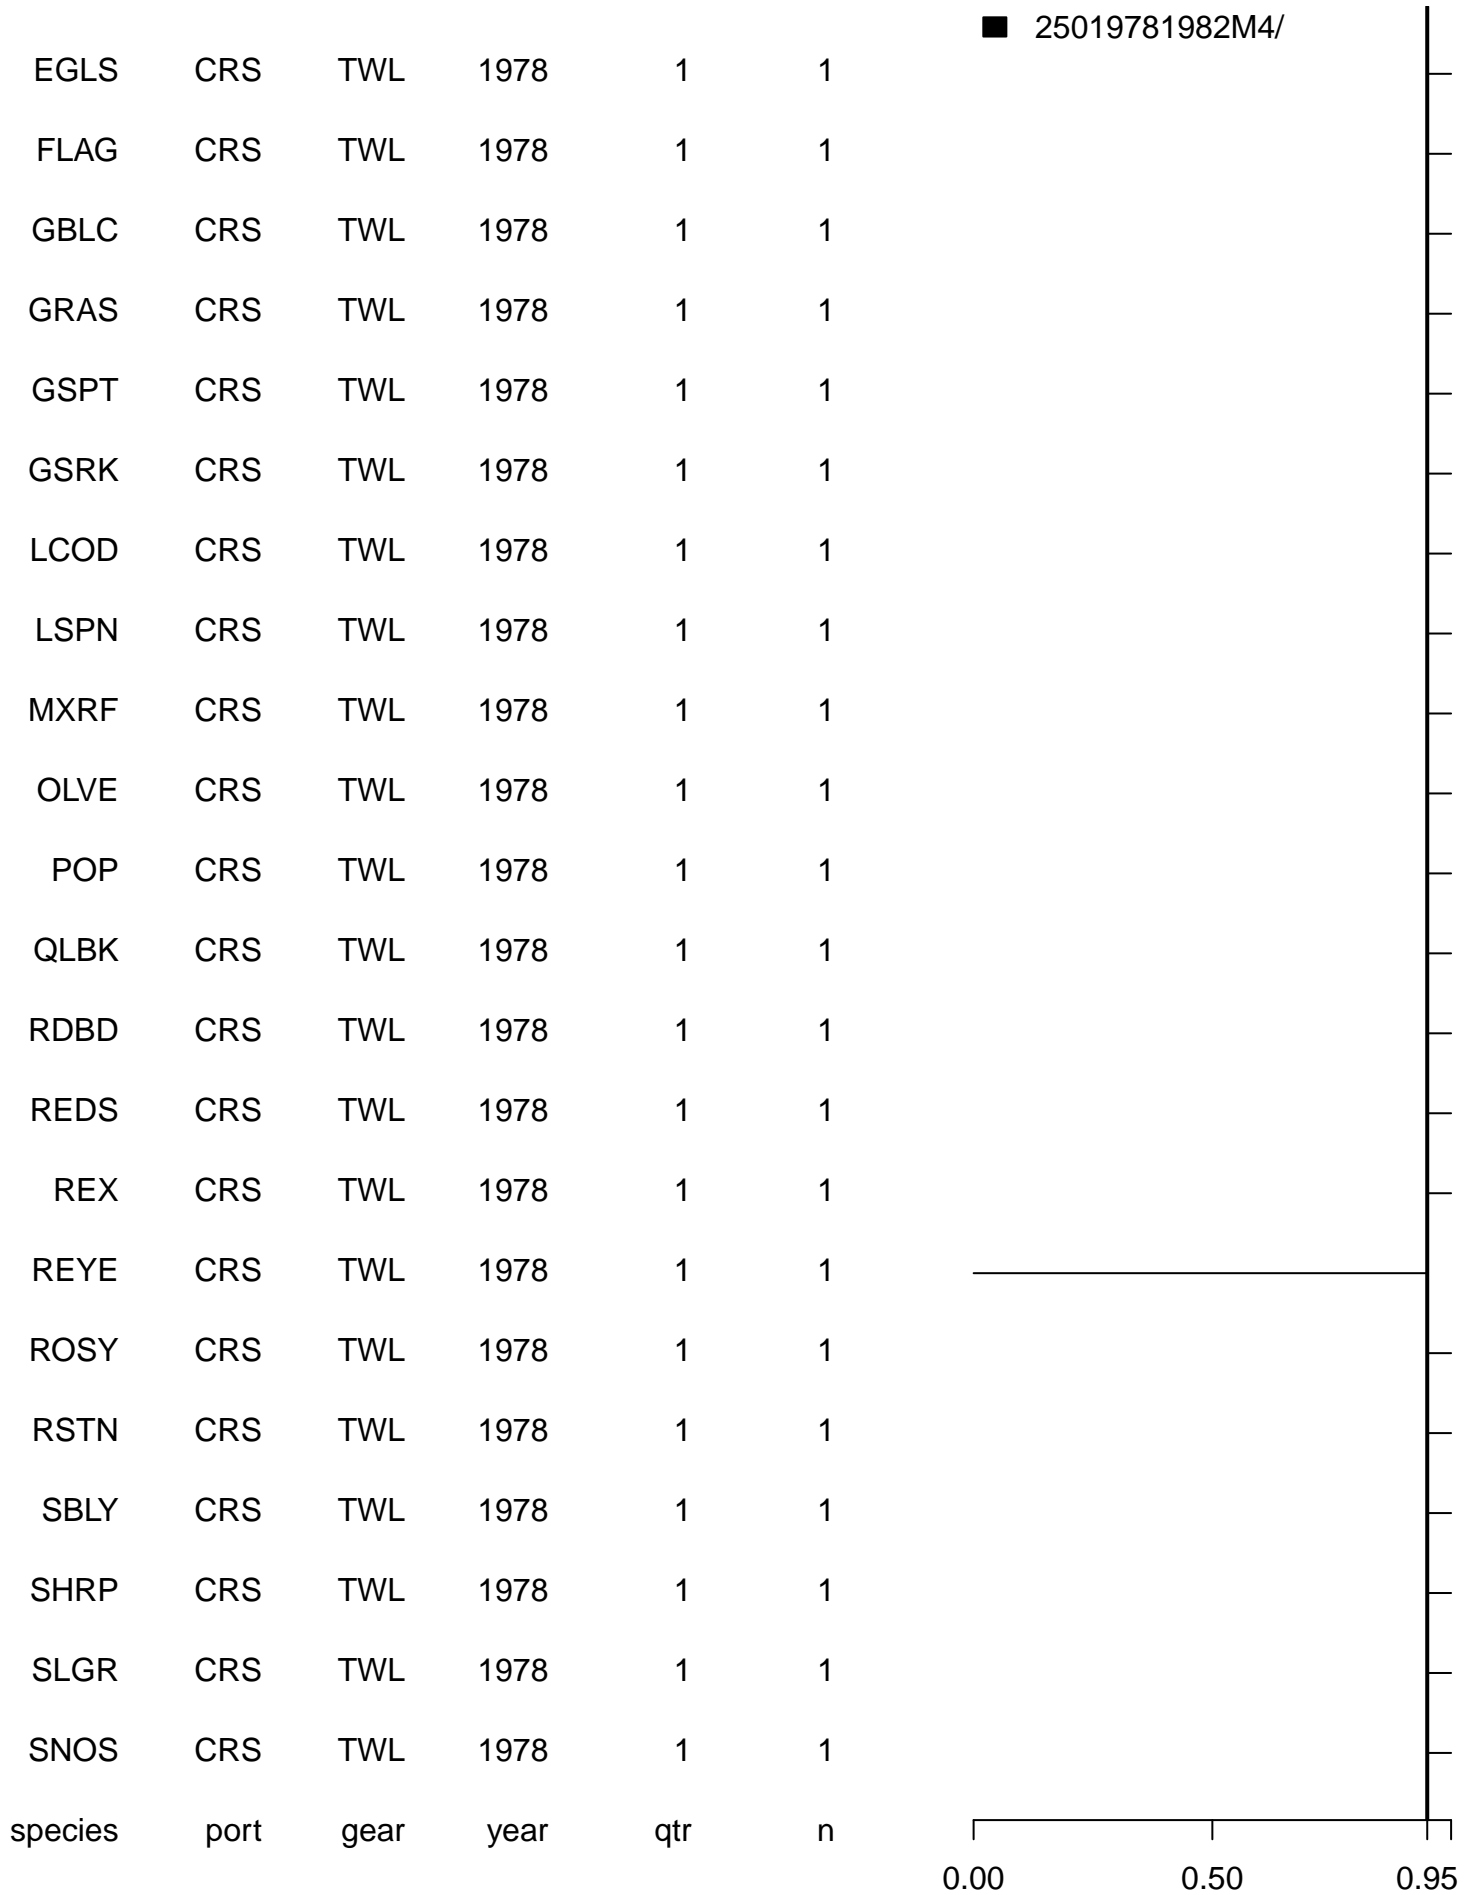 25019781982M4/
EGLS CRS TWL 1978 1 1
FLAG CRS TWL 1978 1 1
GBLC CRS TWL 1978 1 1
GRAS CRS TWL 1978 1 1
GSPT CRS TWL 1978 1 1
GSRK CRS TWL 1978 1 1
LCOD CRS TWL 1978 1 1
LSPN CRS TWL 1978 1 1
MXRF CRS TWL 1978 1 1
OLVE CRS TWL 1978 1 1
POP CRS TWL 1978 1 1
QLBK CRS TWL 1978 1 1
RDBD CRS TWL 1978 1 1
REDS CRS TWL 1978 1 1
REX CRS TWL 1978 1 1
REYE CRS TWL 1978 1 1
ROSY CRS TWL 1978 1 1
RSTN CRS TWL 1978 1 1
SBLY CRS TWL 1978 1 1
SHRP CRS TWL 1978 1 1
SLGR CRS TWL 1978 1 1
SNOS CRS TWL 1978 1 1
species port gear year qtr n
0.00 0.50 0.95